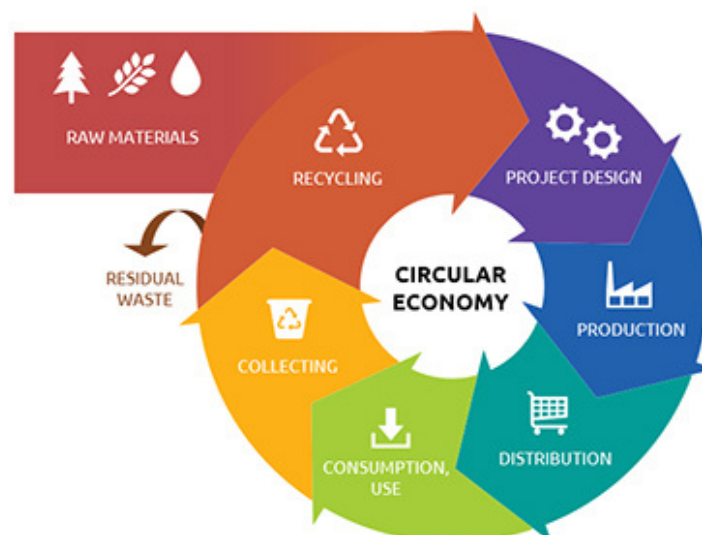 RAW MATERIALS
RECYCLING
PROJECT DESIGN
CIRCULAR
ECONOMY
RESIDUAL
WASTE
PRODUCTION
COLLECTING
DISTRIBUTION
CONSUMPTION,
USE